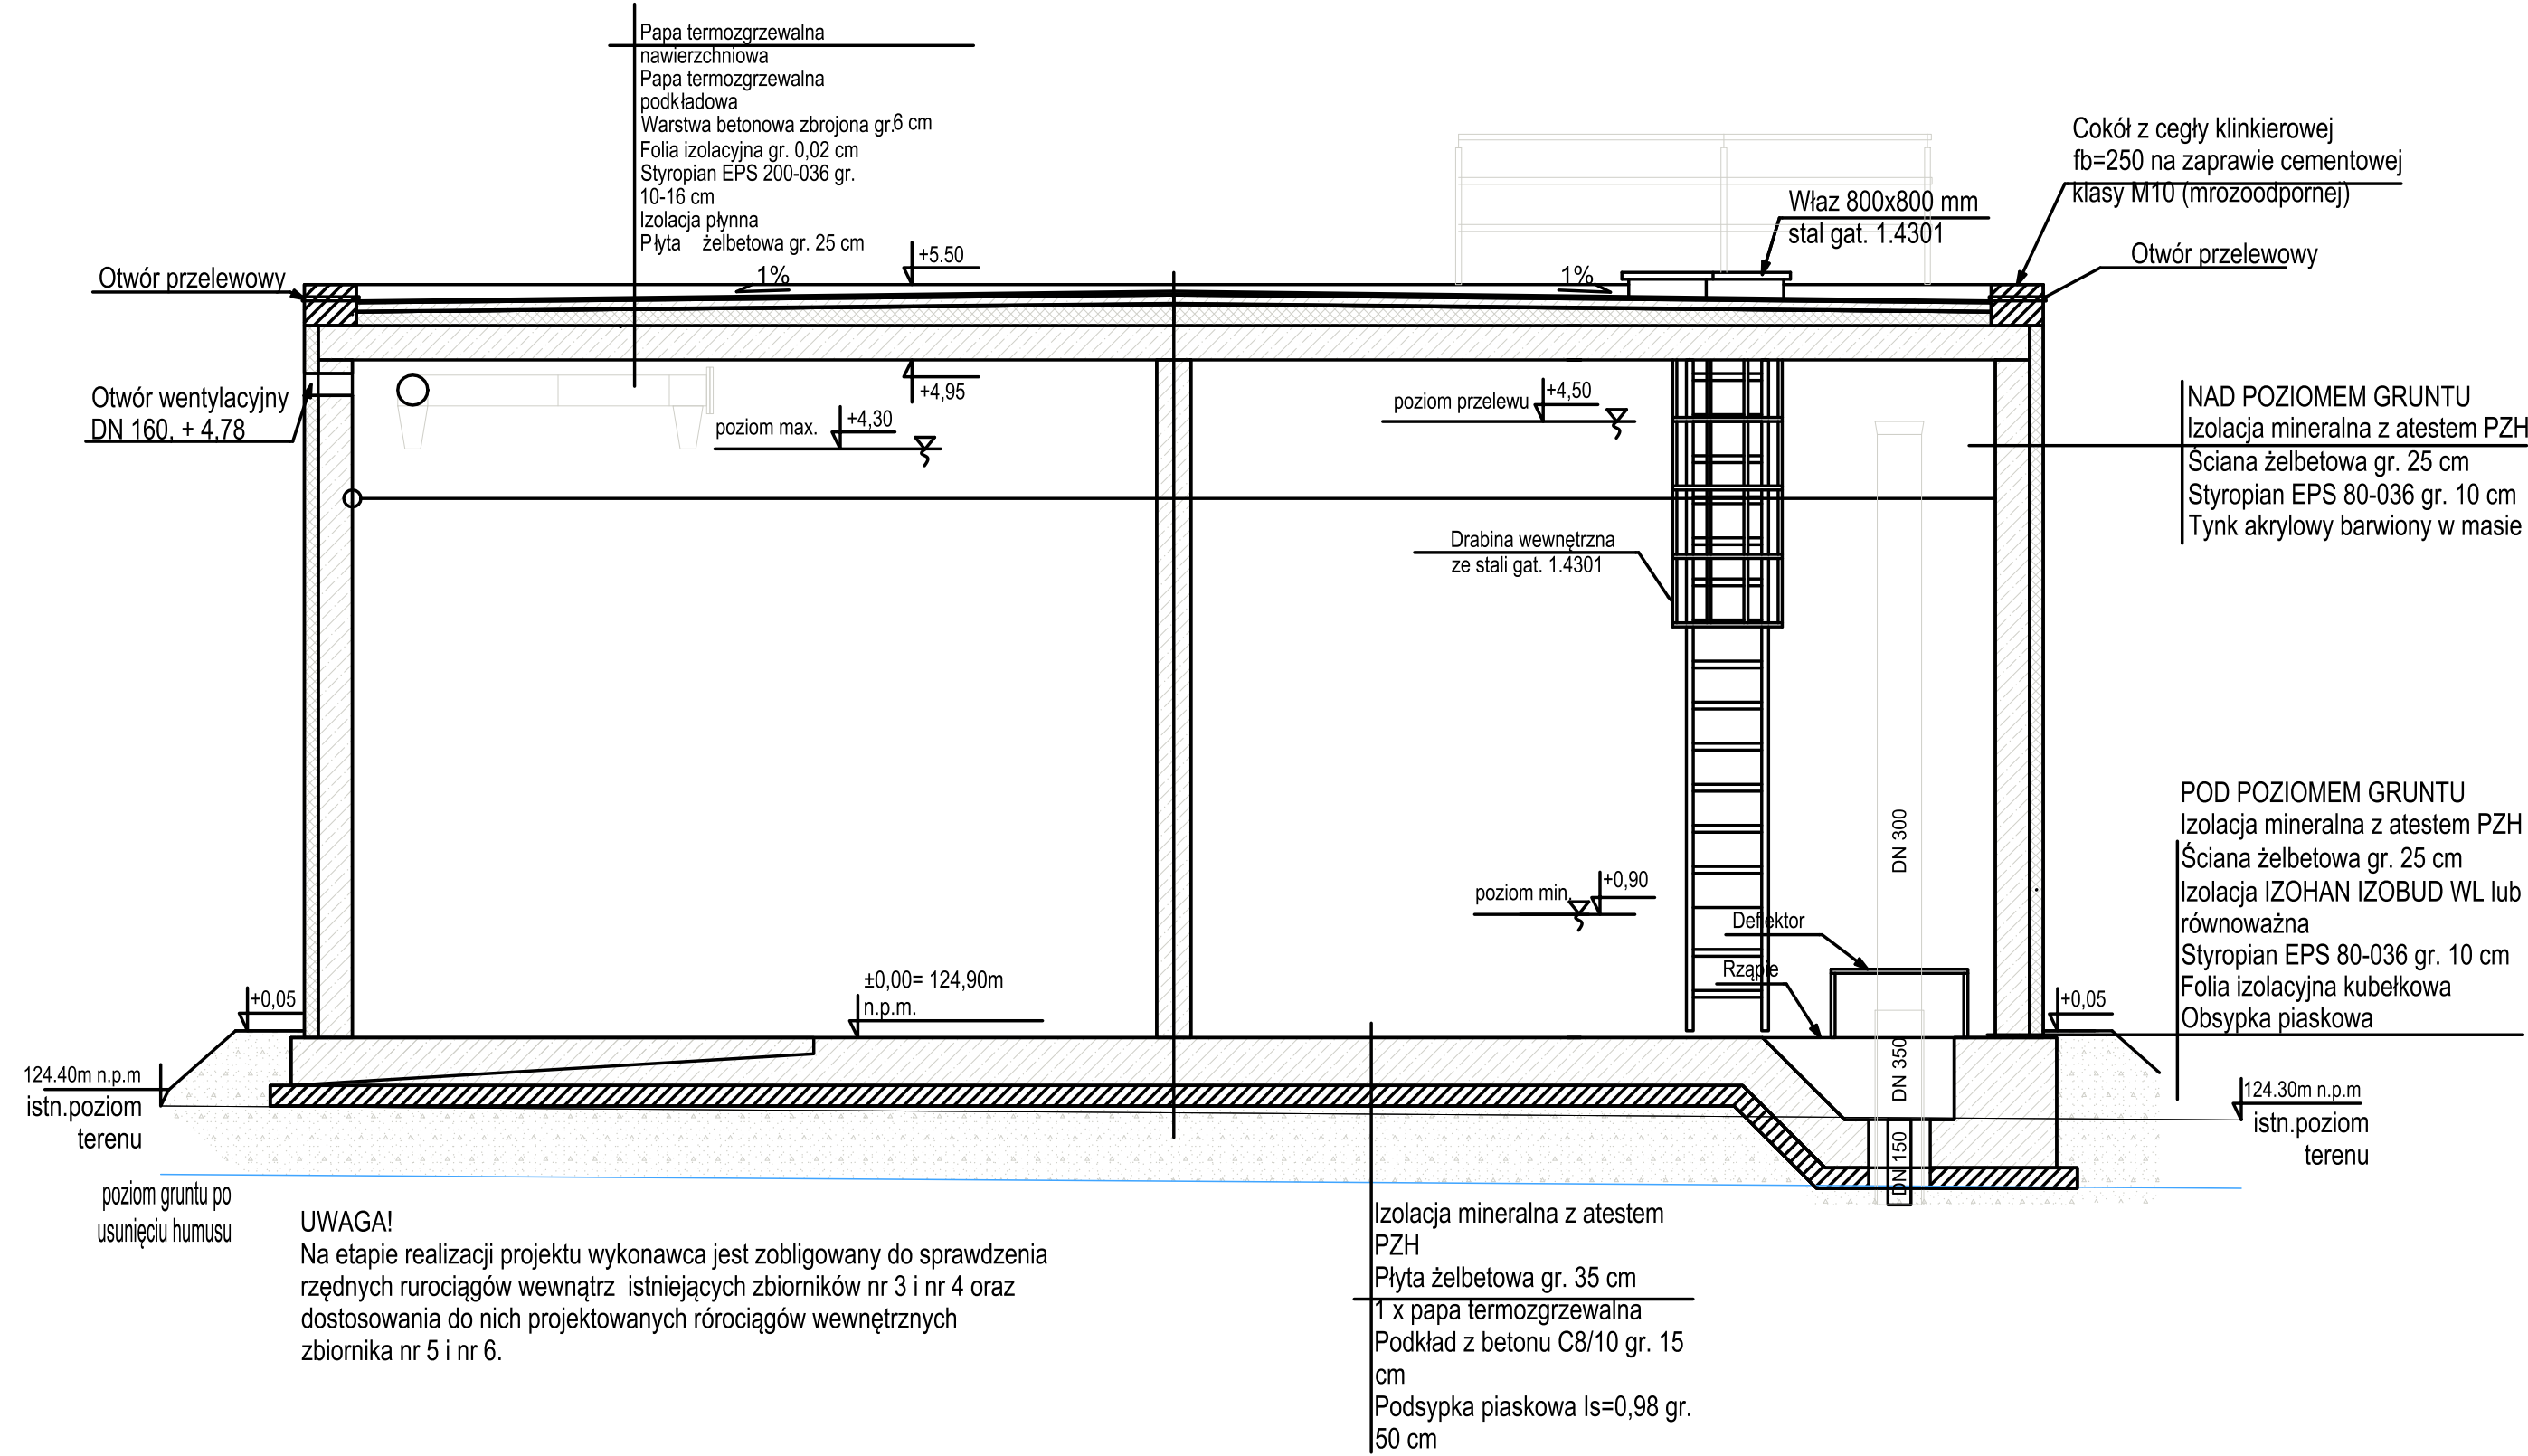 Papa termozgrzewalna
nawierzchniowa
Papa termozgrzewalna
podkładowa
Warstwa betonowa zbrojona gr.6 cm
Folia izolacyjna gr. 0,02 cm
Styropian EPS 200-036 gr.
10-16 cm
Izolacja płynna
Płyta żelbetowa gr. 25 cm
Cokół z cegły klinkierowej
fb=250 na zaprawie cementowej
klasy M10 (mrozoodpornej)
Właz 800x800 mm
stal gat. 1.4301
Otwór przelewowy
Otwór przelewowy
+5.50
1%
1%
Otwór wentylacyjny
DN 160, + 4,78
+4,95
poziom max.
+4,30
poziom przelewu
+4,50
NAD POZIOMEM GRUNTU
Izolacja mineralna z atestem PZH
Ściana żelbetowa gr. 25 cm
Styropian EPS 80-036 gr. 10 cm
Tynk akrylowy barwiony w masie
Drabina wewnętrzna
ze stali gat. 1.4301
DN 300
POD POZIOMEM GRUNTU
Izolacja mineralna z atestem PZH
Ściana żelbetowa gr. 25 cm
Izolacja IZOHAN IZOBUD WL lub
równoważna
Styropian EPS 80-036 gr. 10 cm
Folia izolacyjna kubełkowa
Obsypka piaskowa
poziom min.
+0,90
Deflektor
Rząpie
±0,00= 124,90m
n.p.m.
+0,05
+0,05
DN 350
DN 150
124.40m n.p.m
istn.poziom
terenu
124.30m n.p.m
istn.poziom
terenu
poziom gruntu po
usunięciu humusu
UWAGA!
Na etapie realizacji projektu wykonawca jest zobligowany do sprawdzenia
rzędnych rurociągów wewnątrz istniejących zbiorników nr 3 i nr 4 oraz
dostosowania do nich projektowanych rórociągów wewnętrznych
zbiornika nr 5 i nr 6.
Izolacja mineralna z atestem
PZH
Płyta żelbetowa gr. 35 cm
1 x papa termozgrzewalna
Podkład z betonu C8/10 gr. 15
cm
Podsypka piaskowa Is=0,98 gr.
50 cm